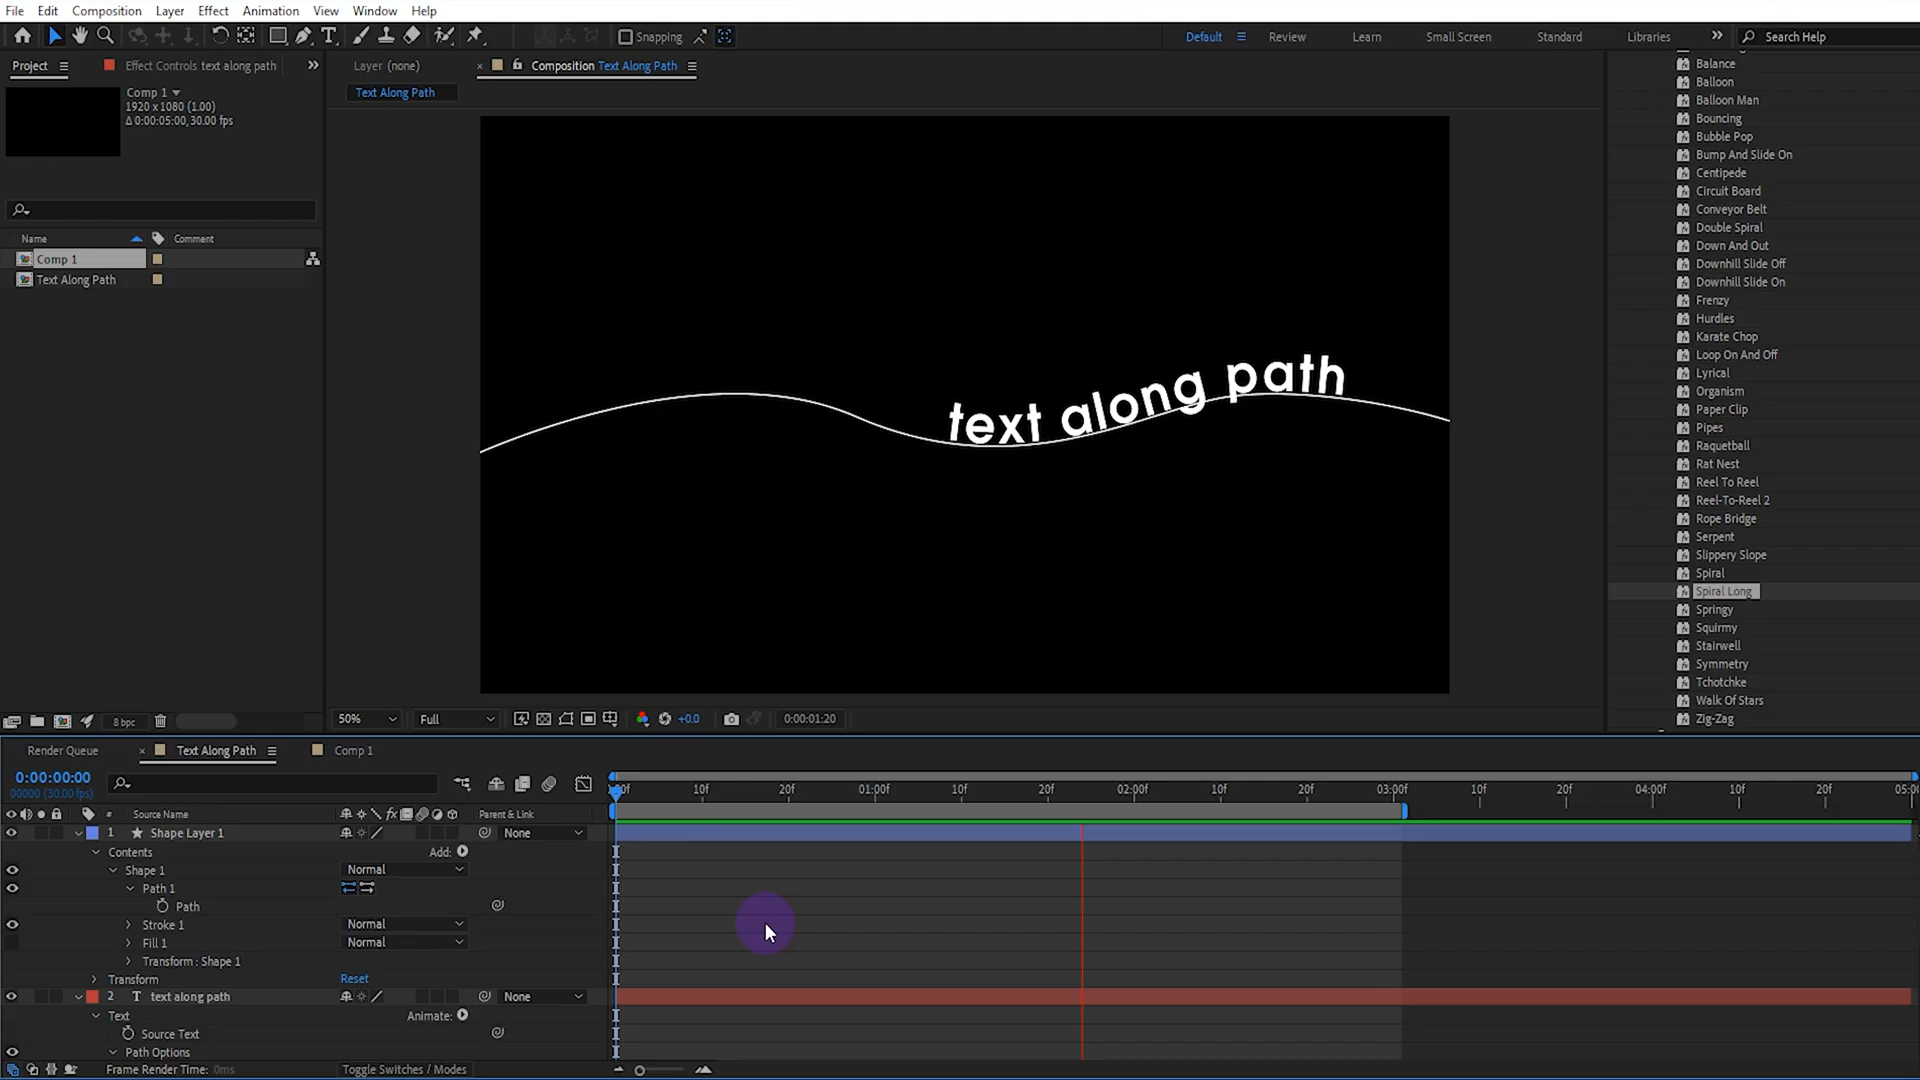 File Edit Composition Layer Effect Animation View Window Help
Snapping
Default Review Learn Small Screen Standard Libraries Search Help
Project Effect Controls text along path
Layer (none)
Composition Text Along Path
Text Along Path
Comp 1
1920 x 1080 (1.00)
Δ 0:00:05:00, 30.00 fps
Name Comment
Comp 1
Text Along Path
text along path
Balance
Balloon
Balloon Man
Bouncing
Bubble Pop
Bump And Slide On
Centipede
Circuit Board
Conveyor Belt
Double Spiral
Down And Out
Downhill Slide Off
Downhill Slide On
Frenzy
Hurdles
Karate Chop
Loop On And Off
Lyrical
Organism
Paper Clip
Pipes
Raquetball
Rat Nest
Reel To Reel
Reel-To-Reel 2
Rope Bridge
Serpent
Slippery Slope
Spiral
Spiral Long
Springy
Squirmy
Stairwell
Symmetry
Tchotchke
Walk Of Stars
Zig-Zag
8 bpc
50% Full +0.0 0:00:01:20
Render Queue Text Along Path Comp 1
0:00:00:00
00000 (30.00 fps)
10f 20f 01:00f 10f 20f 02:00f 10f 20f 03:00f 10f 20f 04:00f 10f 20f
# Source Name fx Parent & Link
1 Shape Layer 1 None
Contents Add:
Shape 1 Normal
Path 1
Path
Stroke 1 Normal
Fill 1 Normal
Transform : Shape 1
Transform Reset
2 T text along path None
Text Animate:
Source Text
Path Options
Frame Render Time: 0ms Toggle Switches / Modes